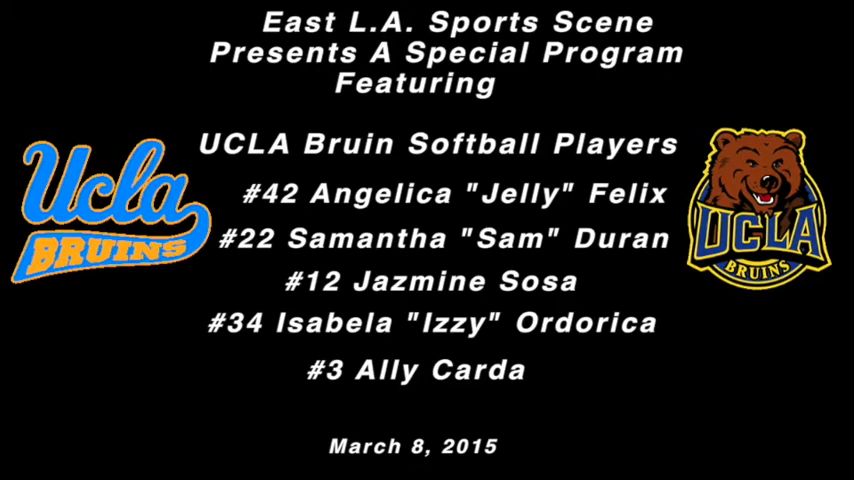 East L.A. Sports Scene
Presents A Special Program
Featuring
UCLA Bruin Softball Players
#42 Angelica "Jelly" Felix
#22 Samantha "Sam" Duran
#12 Jazmine Sosa
#34 Isabela "Izzy" Ordorica
#3 Ally Carda
March 8, 2015
Ucla
BRUINS
UCLA
BRUINS